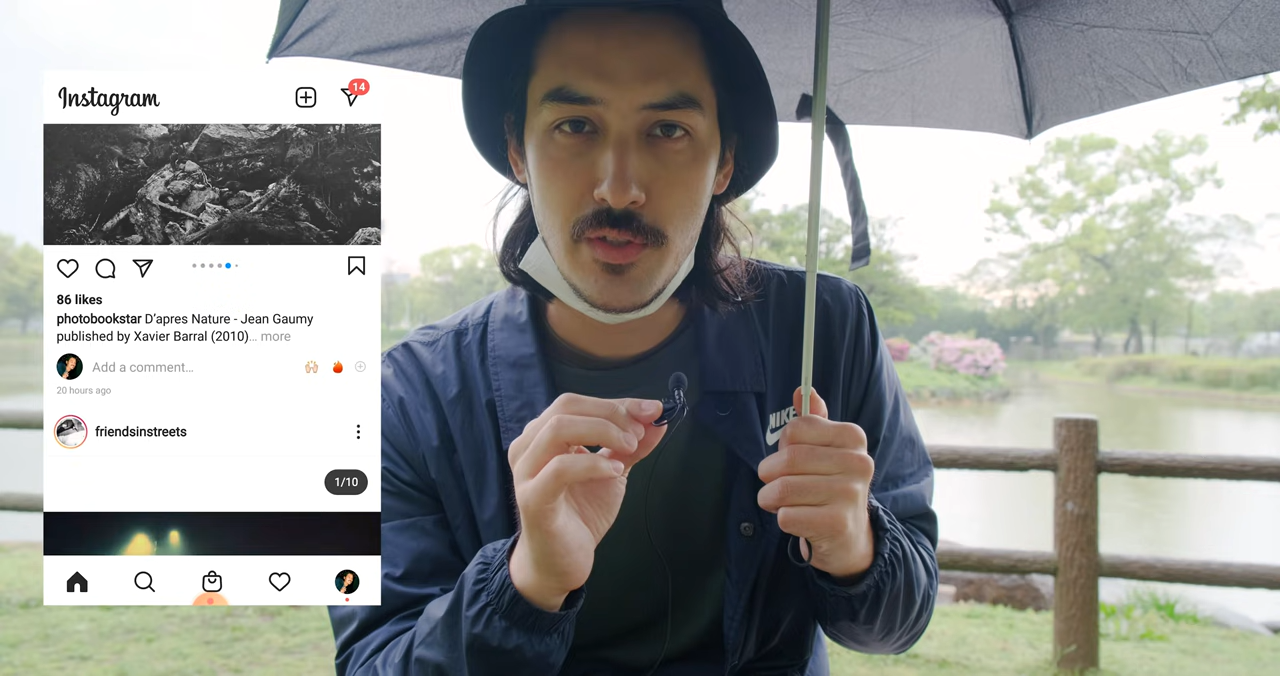 Instagram
14
86 likes
photobookstar D'apres Nature - Jean Gaumy
published by Xavier Barral (2010)... more
Add a comment...
20 hours ago
friendsinstreets
1/10
NIKE